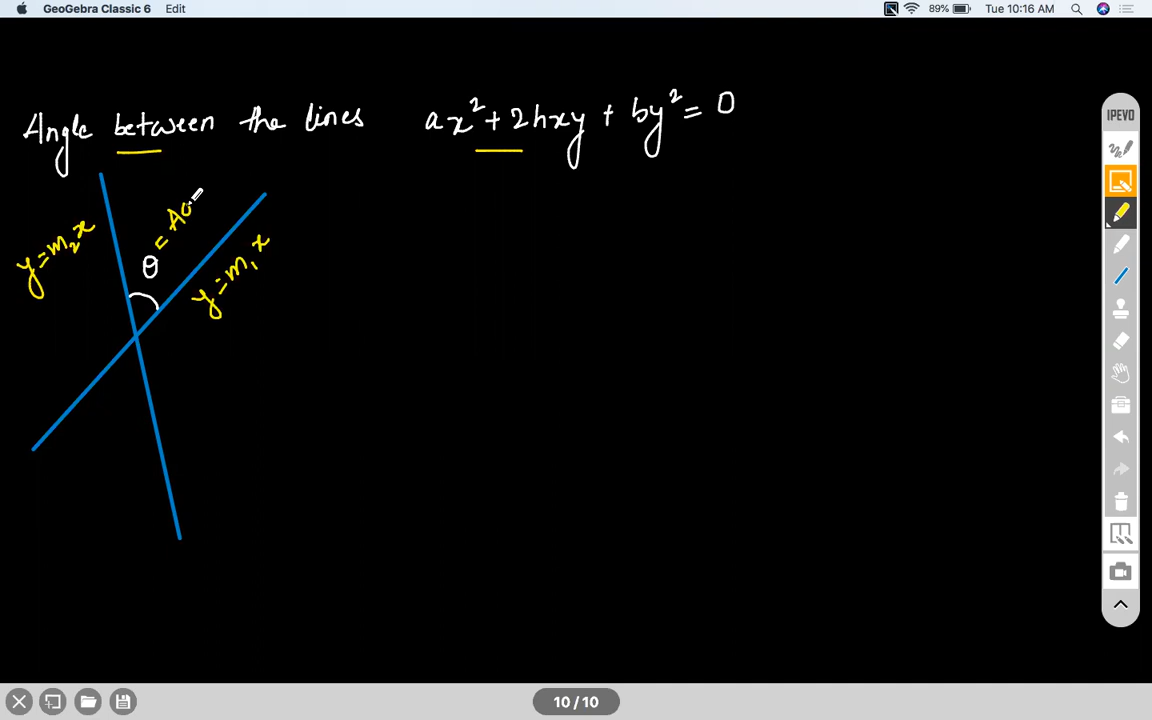 GeoGebra Classic 6 Edit 89% Tue 10:16 AM
Angle between the lines ax² + 2hxy + by² = 0
IPEVO
y = m₂x
θ = Ac
y = m₁x
10 / 10